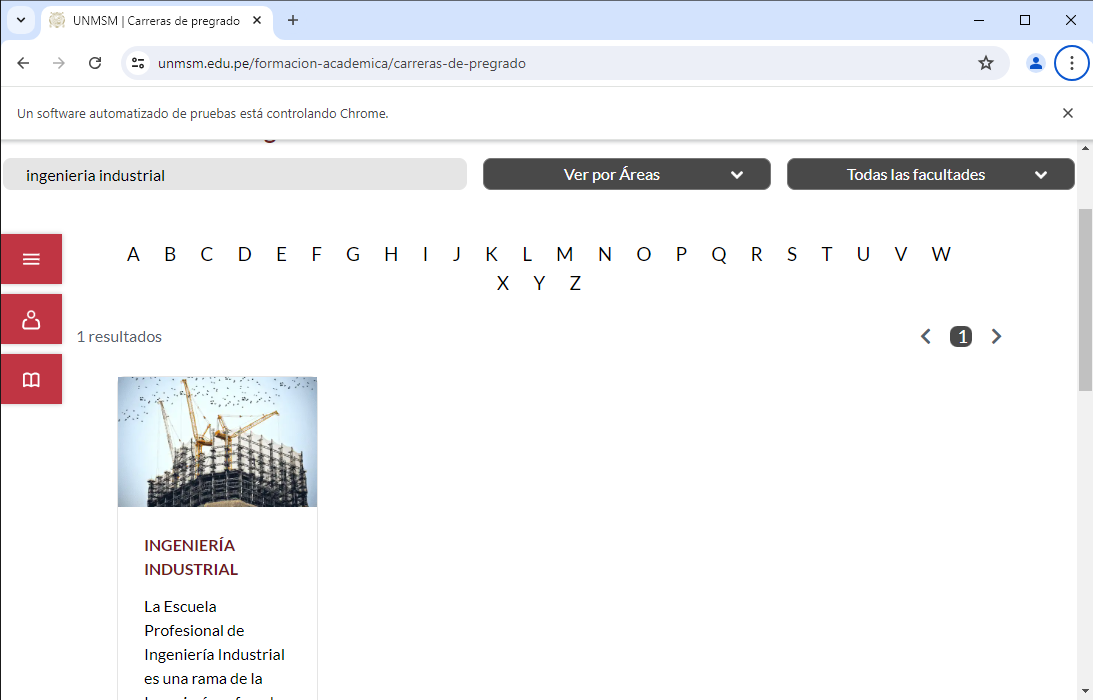 UNMSM | Carreras de pregrado
unmsm.edu.pe/formacion-academica/carreras-de-pregrado
Un software automatizado de pruebas está controlando Chrome.
ingenieria industrial
Ver por Áreas
Todas las facultades
A B C D E F G H I J K L M N O P Q R S T U V W
X Y Z
1 resultados
1
INGENIERÍA
INDUSTRIAL
La Escuela
Profesional de
Ingeniería Industrial
es una rama de la